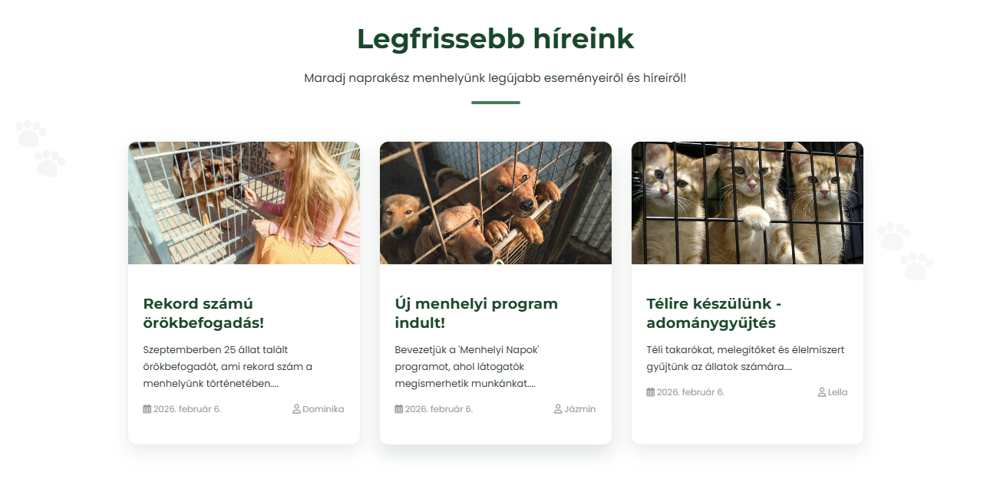 Legfrissebb híreink
Maradj naprakész menhelyünk legújabb eseményeiről és híreiről!
Rekord számú
örökbefogadás!
Szeptemberben 25 állat talált
örökbefogadót, ami rekord szám a
menhelyünk történetében....
2026. február 6.
Dominika
Új menhelyi program
indult!
Bevezetjük a 'Menhelyi Napok'
programot, ahol látogatók
megismerhetik munkánkat....
2026. február 6.
Jázmin
Télire készülünk -
adománygyűjtés
Téli takarókat, melegítőket és élelmiszert
gyűjtünk az állatok számára....
2026. február 6.
Leila